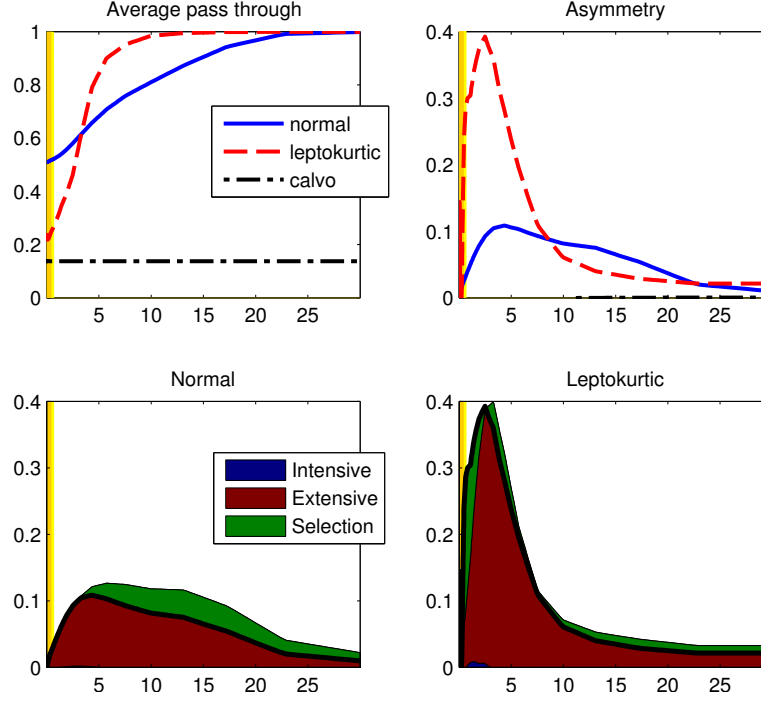 Average pass through
1
0.8
0.6
0.4
0.2
0
5 10 15 20 25
normal
leptokurtic
calvo
Asymmetry
0.4
0.3
0.2
0.1
0
5 10 15 20 25
Normal
0.4
0.3
0.2
0.1
0
5 10 15 20 25
Intensive
Extensive
Selection
Leptokurtic
0.4
0.3
0.2
0.1
0
5 10 15 20 25